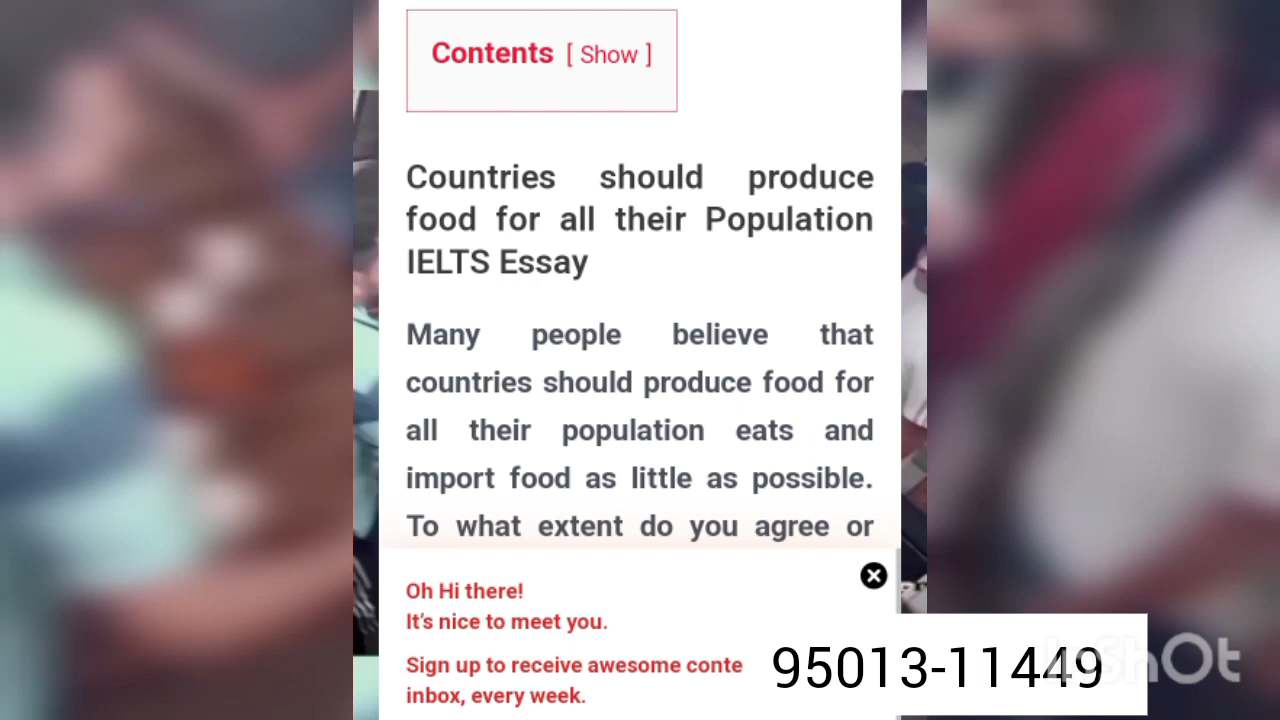 Contents [ Show ]
Countries should produce
food for all their Population
IELTS Essay
Many people believe that
countries should produce food for
all their population eats and
import food as little as possible.
To what extent do you agree or
Oh Hi there!
It's nice to meet you.
Sign up to receive awesome conte
inbox, every week.
95013-11449
InShOt